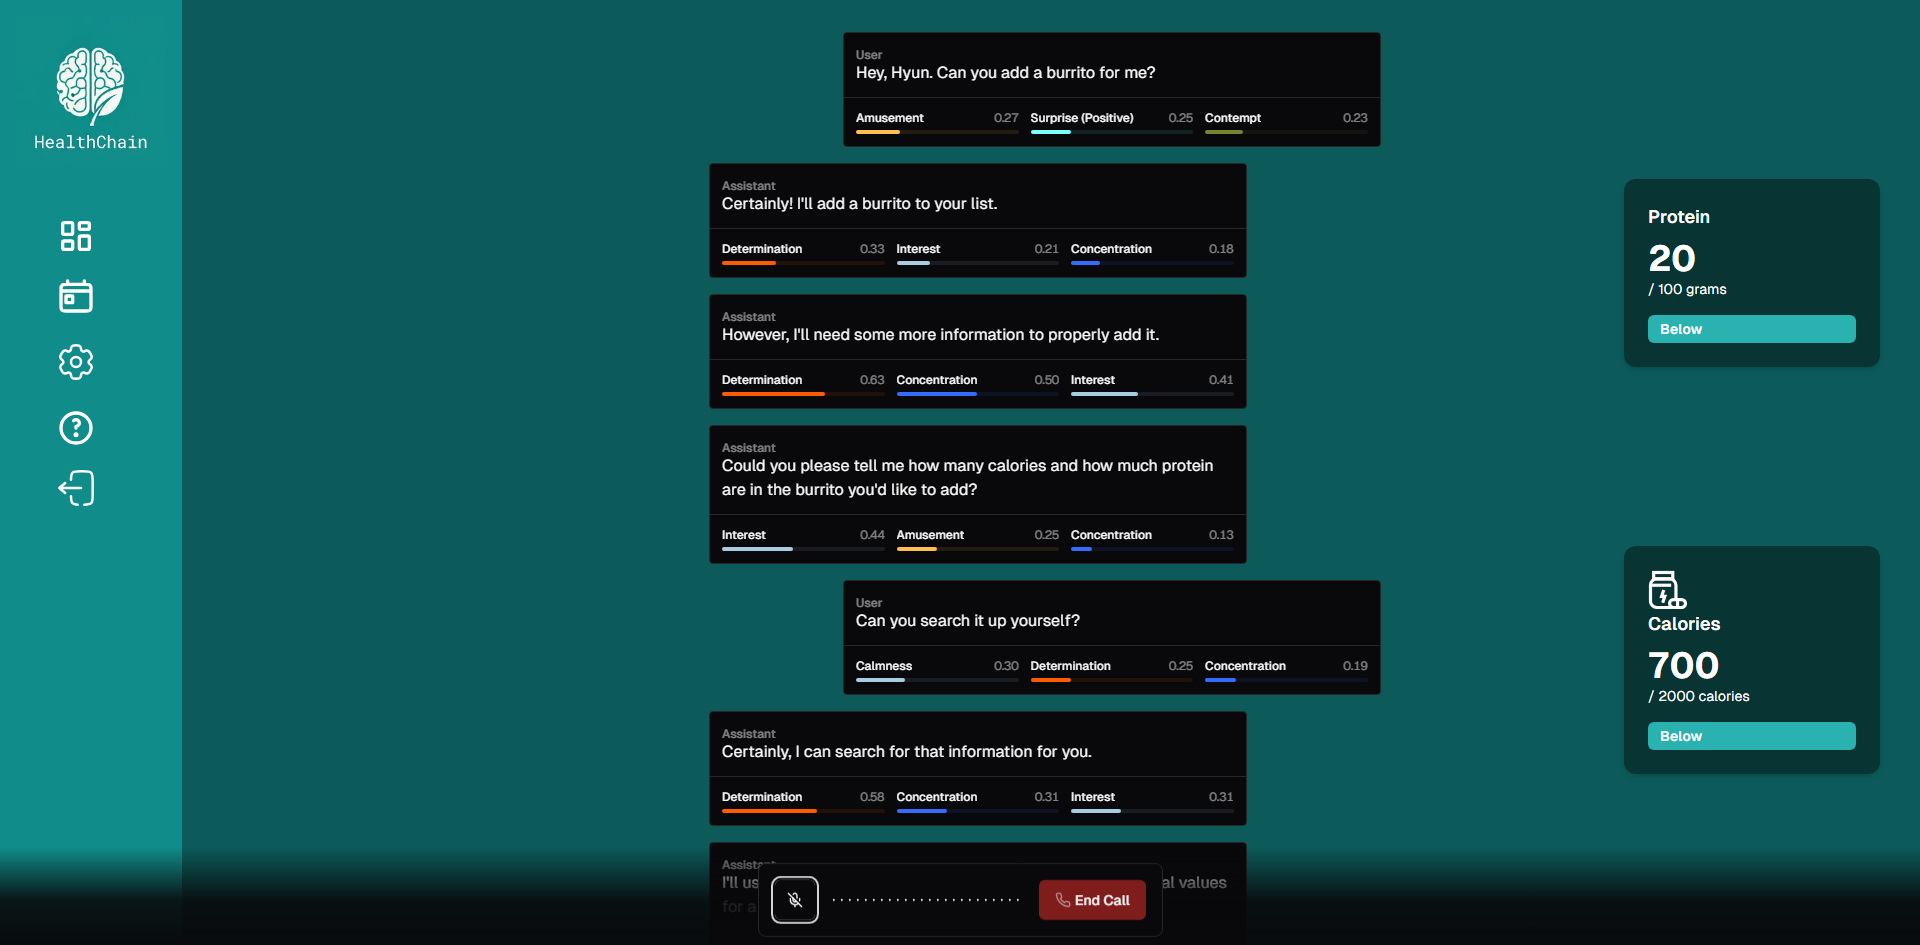 HealthChain
User
Hey, Hyun. Can you add a burrito for me?
Amusement 0.27 Surprise (Positive) 0.25 Contempt 0.23
Assistant
Certainly! I'll add a burrito to your list.
Determination 0.33 Interest 0.21 Concentration 0.18
Assistant
However, I'll need some more information to properly add it.
Determination 0.63 Concentration 0.50 Interest 0.41
Assistant
Could you please tell me how many calories and how much protein
are in the burrito you'd like to add?
Interest 0.44 Amusement 0.25 Concentration 0.13
User
Can you search it up yourself?
Calmness 0.30 Determination 0.25 Concentration 0.19
Assistant
Certainly, I can search for that information for you.
Determination 0.58 Concentration 0.31 Interest 0.31
Assistant
I'll us al values
for a
End Call
Protein
20
/ 100 grams
Below
Calories
700
/ 2000 calories
Below